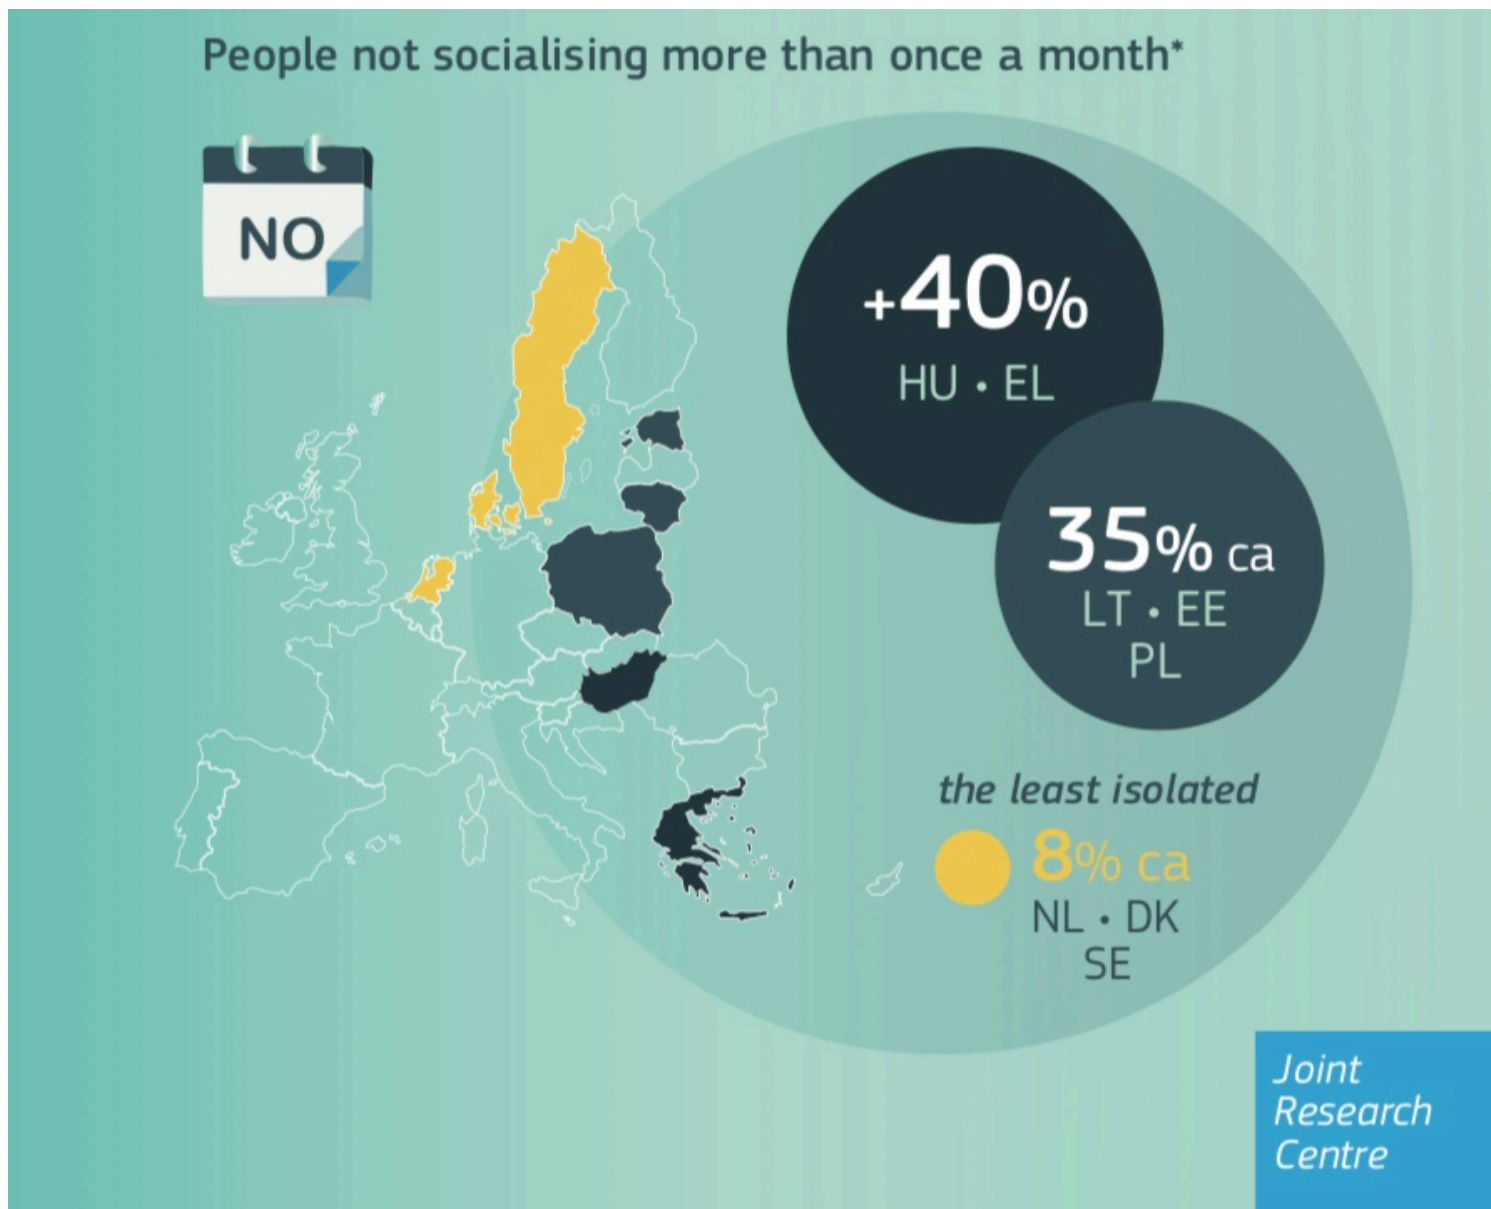 People not socialising more than once a month*
NO
+40%
HU • EL
35% ca
LT • EE
PL
the least isolated
8% ca
NL • DK
SE
Joint
Research
Centre